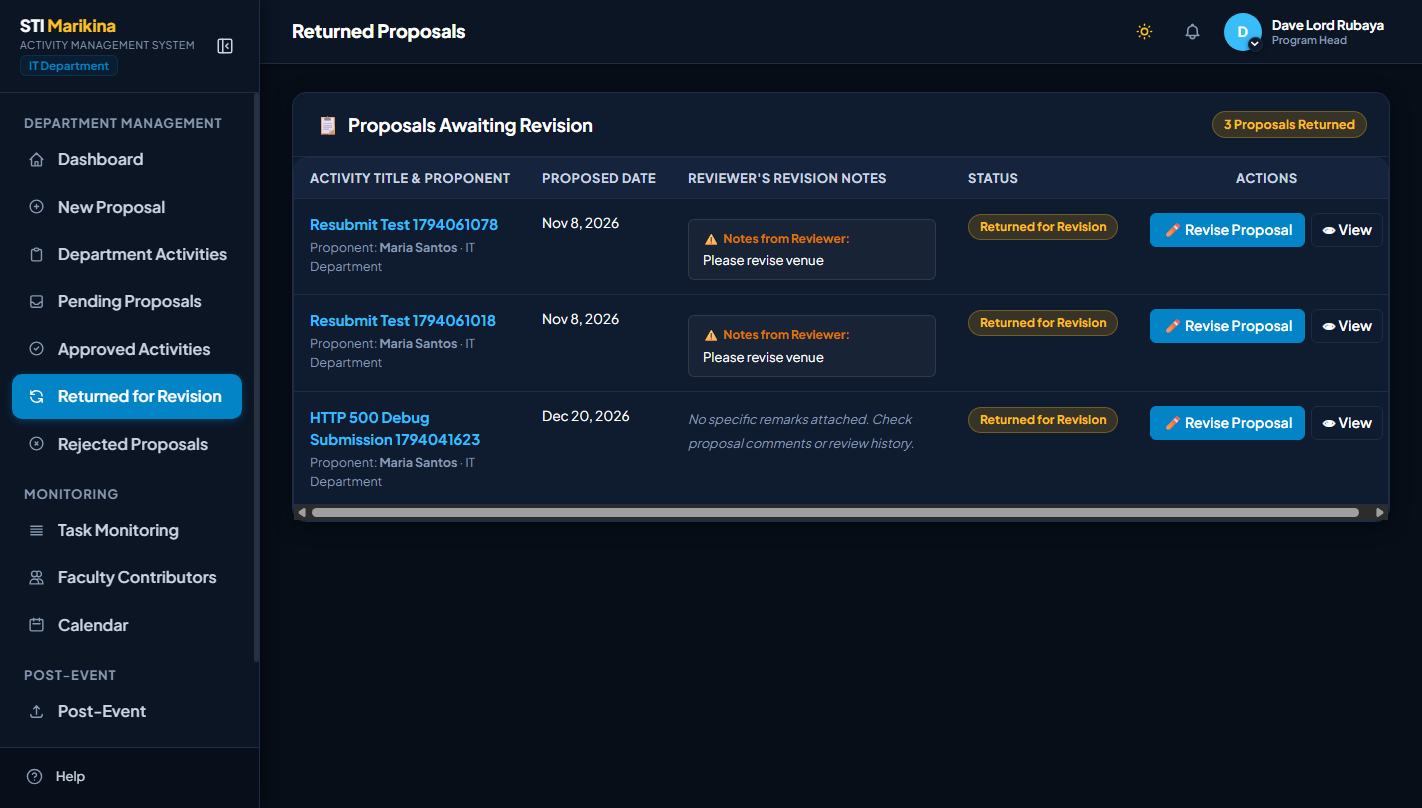 STI Marikina
ACTIVITY MANAGEMENT SYSTEM
IT Department
DEPARTMENT MANAGEMENT
Dashboard
New Proposal
Department Activities
Pending Proposals
Approved Activities
Returned for Revision
Rejected Proposals
MONITORING
Task Monitoring
Faculty Contributors
Calendar
POST-EVENT
Post-Event
Help
Returned Proposals
D
Dave Lord Rubaya
Program Head
Proposals Awaiting Revision
3 Proposals Returned
ACTIVITY TITLE & PROPONENT PROPOSED DATE REVIEWER'S REVISION NOTES STATUS ACTIONS
Resubmit Test 1794061078
Proponent: Maria Santos · IT
Department
Nov 8, 2026
Notes from Reviewer:
Please revise venue
Returned for Revision
Revise Proposal
View
Resubmit Test 1794061018
Proponent: Maria Santos · IT
Department
Nov 8, 2026
Notes from Reviewer:
Please revise venue
Returned for Revision
Revise Proposal
View
HTTP 500 Debug
Submission 1794041623
Proponent: Maria Santos · IT
Department
Dec 20, 2026
No specific remarks attached. Check
proposal comments or review history.
Returned for Revision
Revise Proposal
View